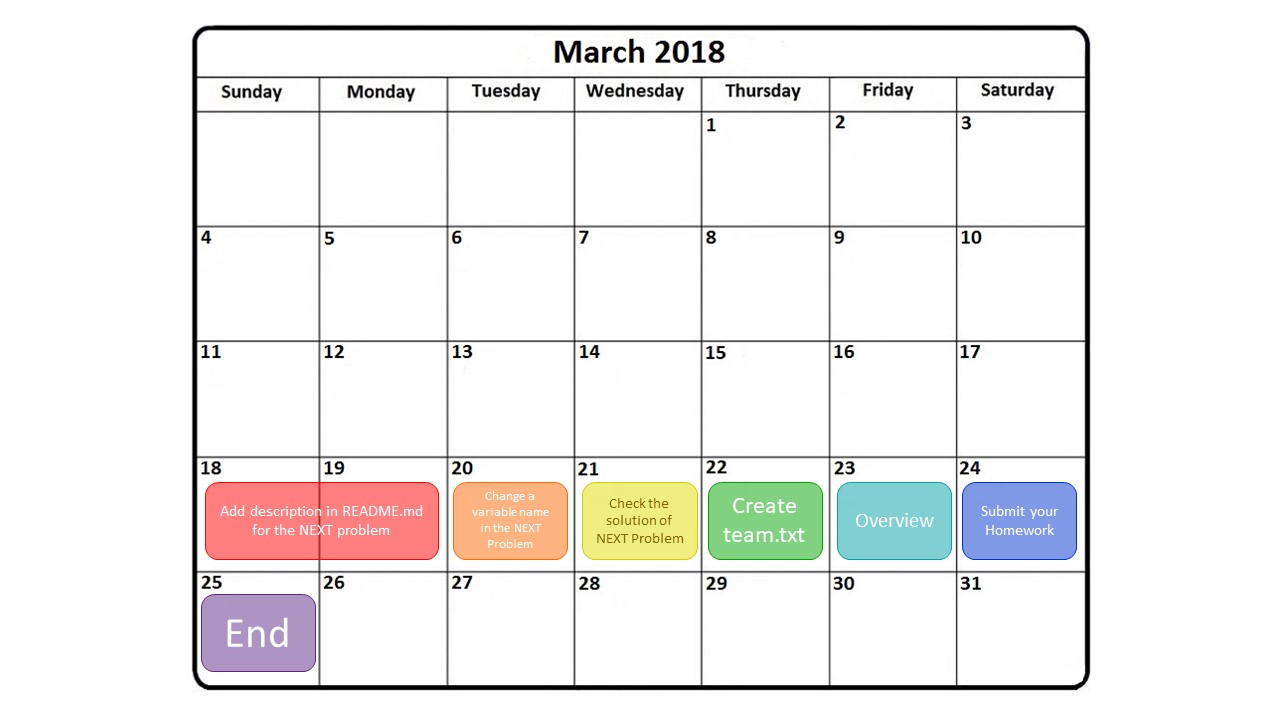 March 2018
Sunday Monday Tuesday Wednesday Thursday Friday Saturday
1 2 3
4 5 6 7 8 9 10
11 12 13 14 15 16 17
18 19 20 21 22 23 24
Add description in README.md
for the NEXT problem
Change a
variable name
in the NEXT
Problem
Check the
solution of
NEXT Problem
Create
team.txt
Overview
Submit your
Homework
25 26 27 28 29 30 31
End